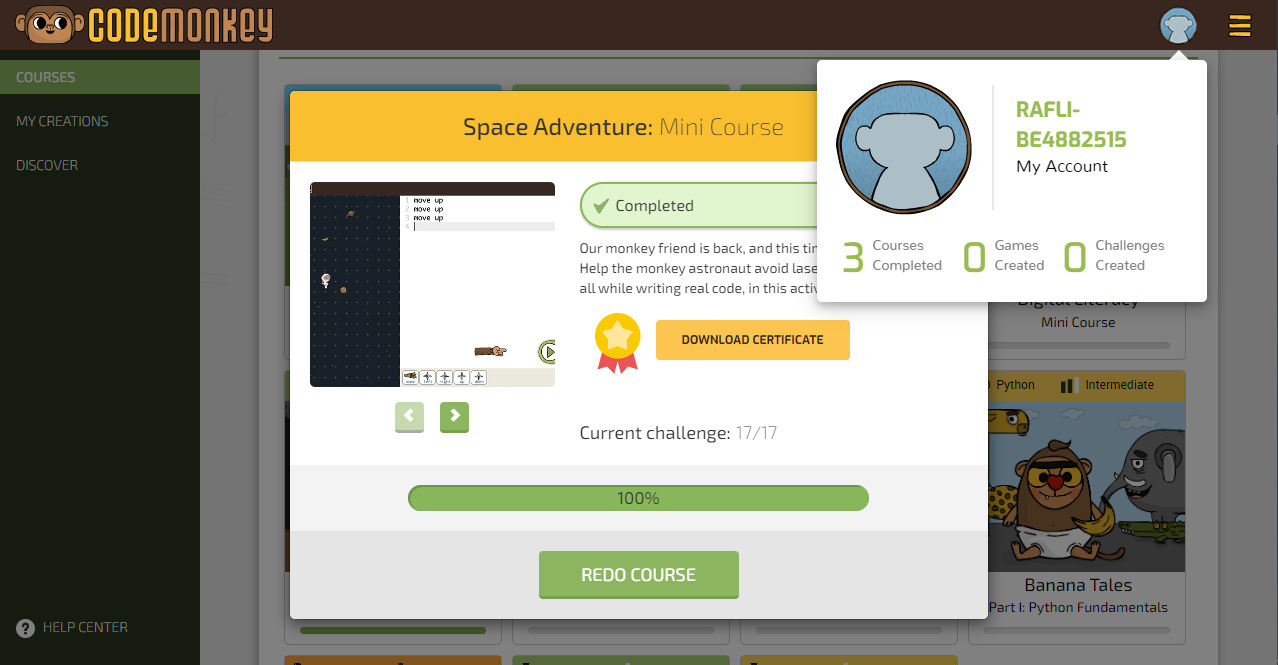 CODEMONKEY
COURSES
MY CREATIONS
DISCOVER
HELP CENTER
Space Adventure: Mini Course
1 move up
2 move up
3 move up
4
Completed
Our monkey friend is back, and this tim
Help the monkey astronaut avoid lase
all while writing real code, in this activ
DOWNLOAD CERTIFICATE
Current challenge: 17/17
100%
REDO COURSE
RAFLI-
BE4882515
My Account
3 Courses
Completed
0 Games
Created
0 Challenges
Created
Digital Literacy
Mini Course
Python Intermediate
Banana Tales
Part I: Python Fundamentals